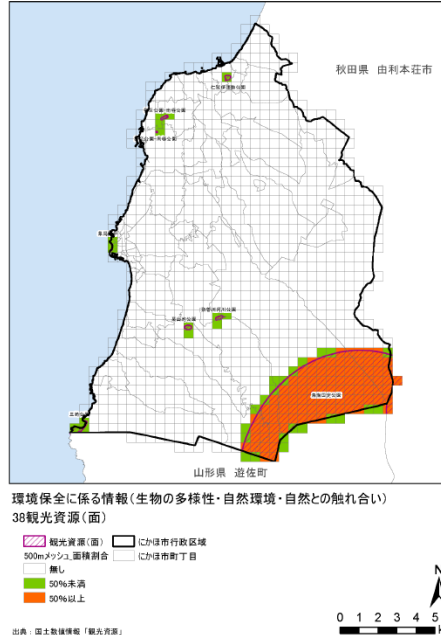 秋田県 由利本荘市
山形県 遊佐町
環境保全に係る情報(生物の多様性・自然環境・自然との触れ合い)
38観光資源(面)
観光資源(面)
にかほ市行政区域
500mメッシュ_面積割合
にかほ市町丁目
無し
50%未満
50%以上
N
0 1 2 3 4 5
出典:国土数値情報「観光資源」